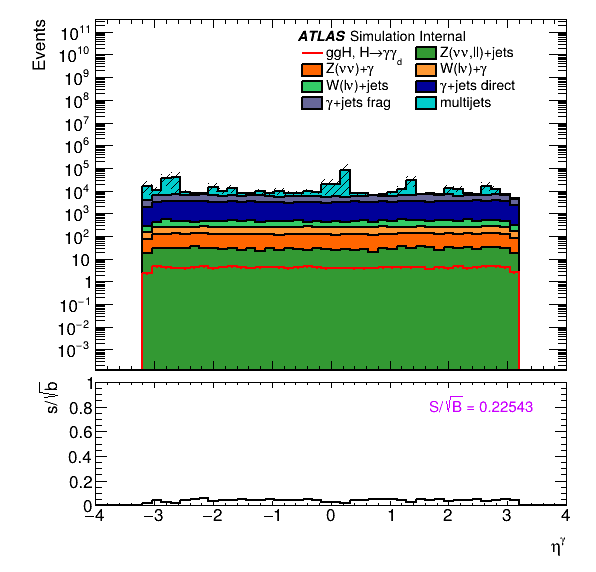 Events
ATLAS Simulation Internal
ggH, H→γγ_d
Z(νν,ll)+jets
Z(νν)+γ
W(lν)+γ
W(lν)+jets
γ+jets direct
γ+jets frag
multijets
10¹¹
10¹⁰
10⁹
10⁸
10⁷
10⁶
10⁵
10⁴
10³
10²
10
1
10⁻¹
10⁻²
10⁻³
s/√b
1
0.8
0.6
0.4
0.2
0
S/√B = 0.22543
−4 −3 −2 −1 0 1 2 3 4
η^γ